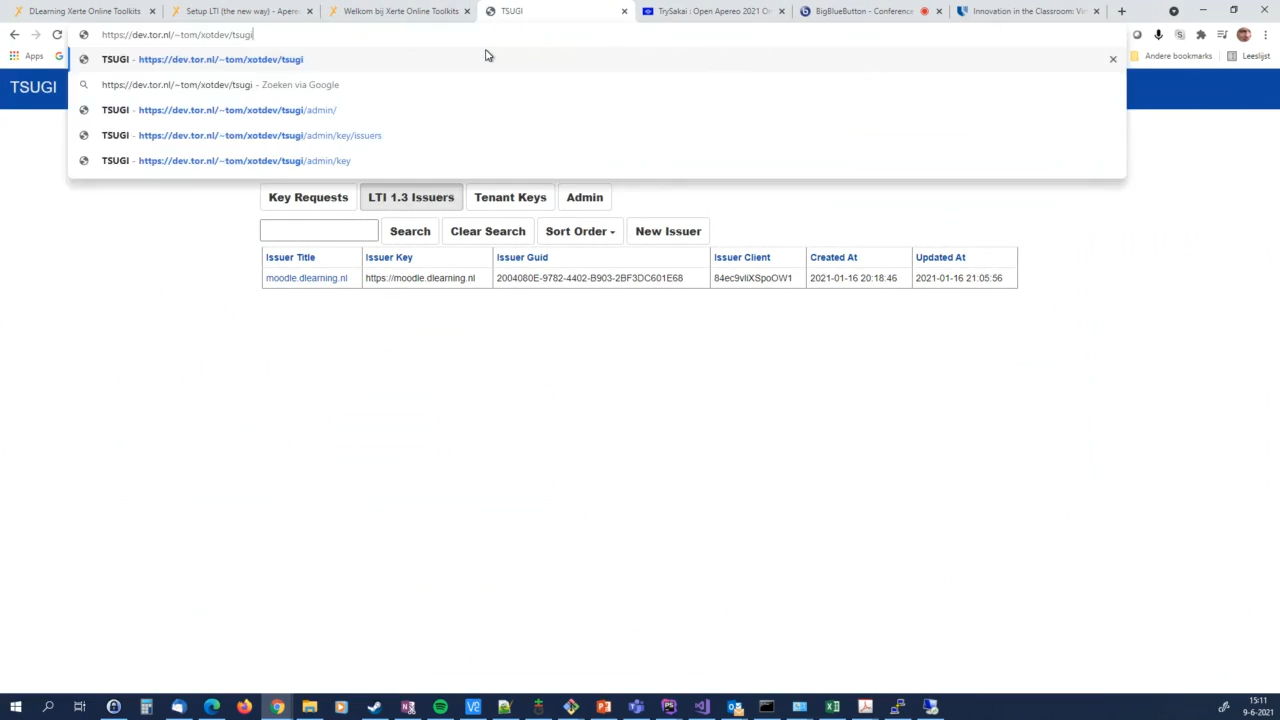 DLearning Xerte Online Toolkits
Setup LTI (the new way) - Apere
Welkom bij Xerte Online Toolkits
TSUGI
TrySakai : Open Apereo 2021 O
BigBlueButton - Conference
Innovation in the Classroom: Vi
https://dev.tor.nl/~tom/xotdev/tsugi
Apps
TSUGI - https://dev.tor.nl/~tom/xotdev/tsugi
Andere bookmarks
Leeslijst
https://dev.tor.nl/~tom/xotdev/tsugi - Zoeken via Google
TSUGI
TSUGI - https://dev.tor.nl/~tom/xotdev/tsugi/admin/
TSUGI - https://dev.tor.nl/~tom/xotdev/tsugi/admin/key/issuers
TSUGI - https://dev.tor.nl/~tom/xotdev/tsugi/admin/key
Key Requests LTI 1.3 Issuers Tenant Keys Admin
Search Clear Search Sort Order New Issuer
Issuer Title Issuer Key Issuer Guid Issuer Client Created At Updated At
moodle.dlearning.nl https://moodle.dlearning.nl 2004080E-9782-4402-B903-2BF3DC601E68 84ec9vliXSpoOW1 2021-01-16 20:18:46 2021-01-16 21:05:56
15:11
9-6-2021